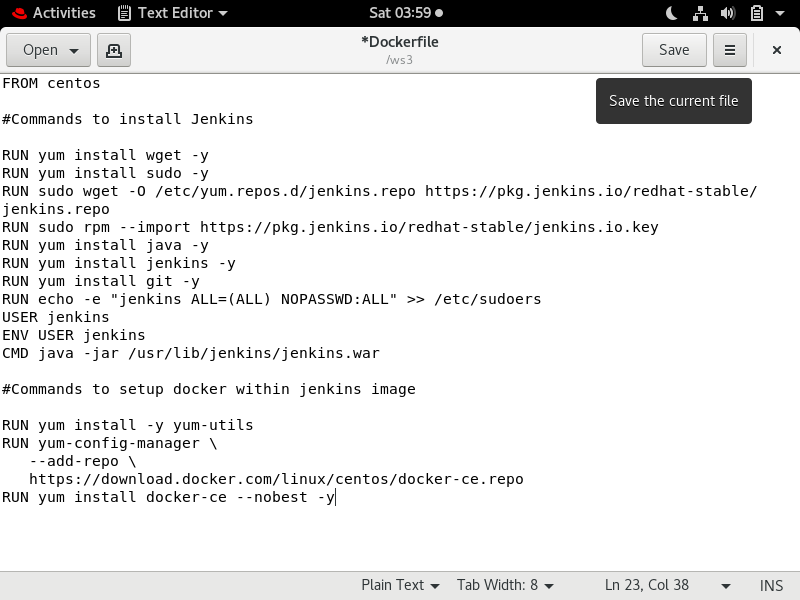 Activities Text Editor Sat 03:59
Open *Dockerfile Save
/ws3
FROM centos
Save the current file
#Commands to install Jenkins
RUN yum install wget -y
RUN yum install sudo -y
RUN sudo wget -O /etc/yum.repos.d/jenkins.repo https://pkg.jenkins.io/redhat-stable/
jenkins.repo
RUN sudo rpm --import https://pkg.jenkins.io/redhat-stable/jenkins.io.key
RUN yum install java -y
RUN yum install jenkins -y
RUN yum install git -y
RUN echo -e "jenkins ALL=(ALL) NOPASSWD:ALL" >> /etc/sudoers
USER jenkins
ENV USER jenkins
CMD java -jar /usr/lib/jenkins/jenkins.war
#Commands to setup docker within jenkins image
RUN yum install -y yum-utils
RUN yum-config-manager \
--add-repo \
https://download.docker.com/linux/centos/docker-ce.repo
RUN yum install docker-ce --nobest -y
Plain Text Tab Width: 8 Ln 23, Col 38 INS